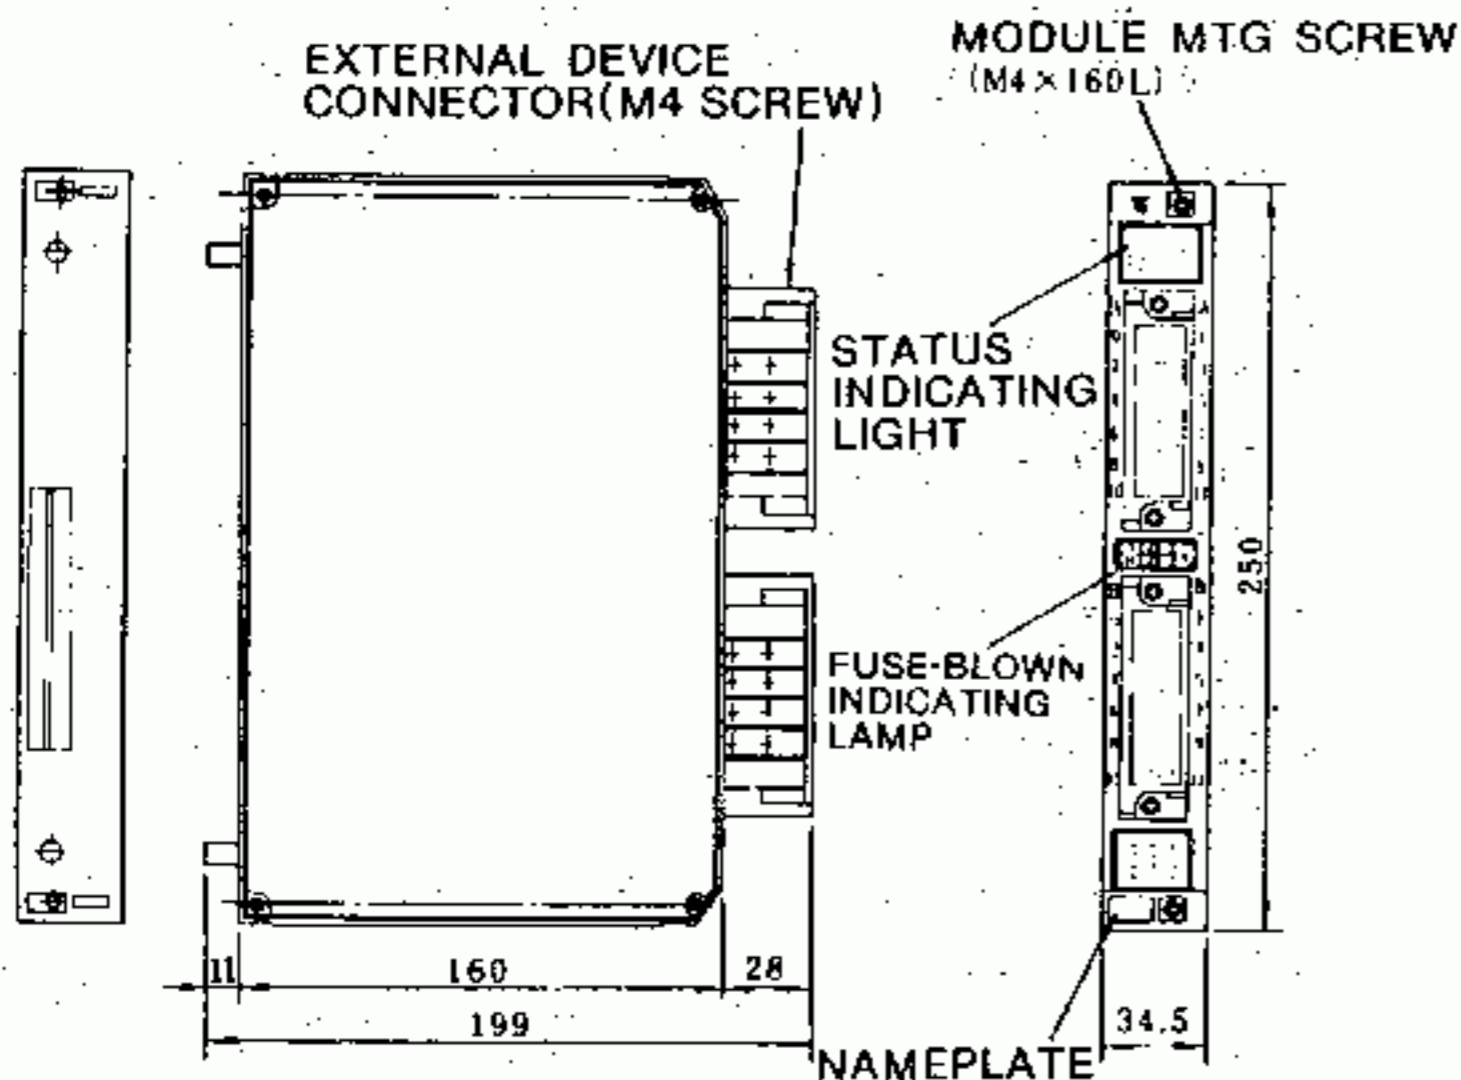 EXTERNAL DEVICE
CONNECTOR(M4 SCREW)
MODULE MTG SCREW
(M4×160L)
STATUS
INDICATING
LIGHT
250
FUSE-BLOWN
INDICATING
LAMP
11
160
28
199
34.5
NAMEPLATE